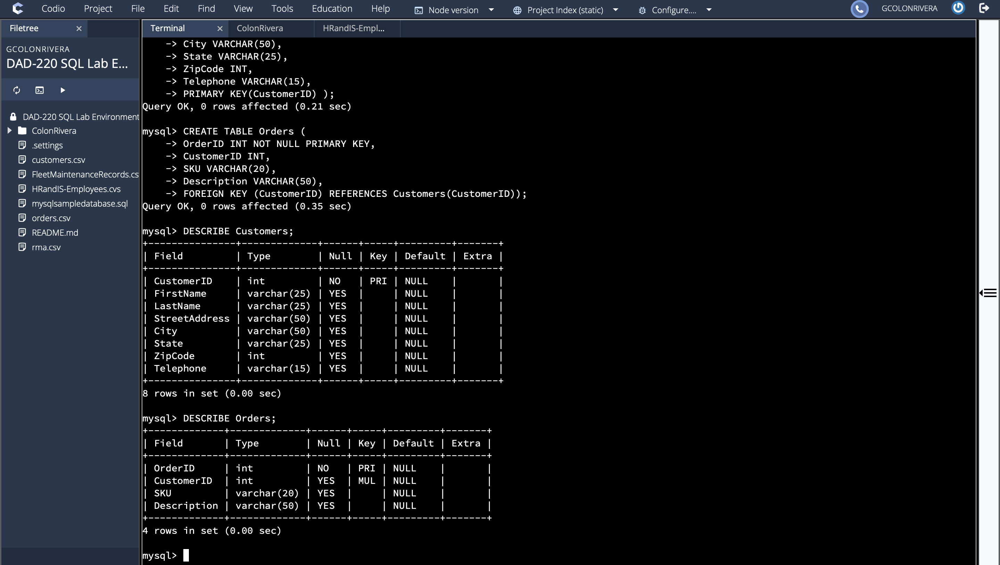 Codio Project File Edit Find View Tools Education Help Node version Project Index (static) Configure.... GCOLONRIVERA
Filetree
Terminal ColonRivera HRandIS-Empl...
GCOLONRIVERA
DAD-220 SQL Lab E...
DAD-220 SQL Lab Environment
ColonRivera
.settings
customers.csv
FleetMaintenanceRecords.cs
HRandIS-Employees.cvs
mysqlsampledatabase.sql
orders.csv
README.md
rma.csv
    -> City VARCHAR(50),
    -> State VARCHAR(25),
    -> ZipCode INT,
    -> Telephone VARCHAR(15),
    -> PRIMARY KEY(CustomerID) );
Query OK, 0 rows affected (0.21 sec)
mysql> CREATE TABLE Orders (
    -> OrderID INT NOT NULL PRIMARY KEY,
    -> CustomerID INT,
    -> SKU VARCHAR(20),
    -> Description VARCHAR(50),
    -> FOREIGN KEY (CustomerID) REFERENCES Customers(CustomerID));
Query OK, 0 rows affected (0.35 sec)
mysql> DESCRIBE Customers;
+---------------+-------------+------+-----+---------+-------+
| Field         | Type        | Null | Key | Default | Extra |
+---------------+-------------+------+-----+---------+-------+
| CustomerID    | int         | NO   | PRI | NULL    |       |
| FirstName     | varchar(25) | YES  |     | NULL    |       |
| LastName      | varchar(25) | YES  |     | NULL    |       |
| StreetAddress | varchar(50) | YES  |     | NULL    |       |
| City          | varchar(50) | YES  |     | NULL    |       |
| State         | varchar(25) | YES  |     | NULL    |       |
| ZipCode       | int         | YES  |     | NULL    |       |
| Telephone     | varchar(15) | YES  |     | NULL    |       |
+---------------+-------------+------+-----+---------+-------+
8 rows in set (0.00 sec)
mysql> DESCRIBE Orders;
+-------------+-------------+------+-----+---------+-------+
| Field       | Type        | Null | Key | Default | Extra |
+-------------+-------------+------+-----+---------+-------+
| OrderID     | int         | NO   | PRI | NULL    |       |
| CustomerID  | int         | YES  | MUL | NULL    |       |
| SKU         | varchar(20) | YES  |     | NULL    |       |
| Description | varchar(50) | YES  |     | NULL    |       |
+-------------+-------------+------+-----+---------+-------+
4 rows in set (0.00 sec)
mysql>